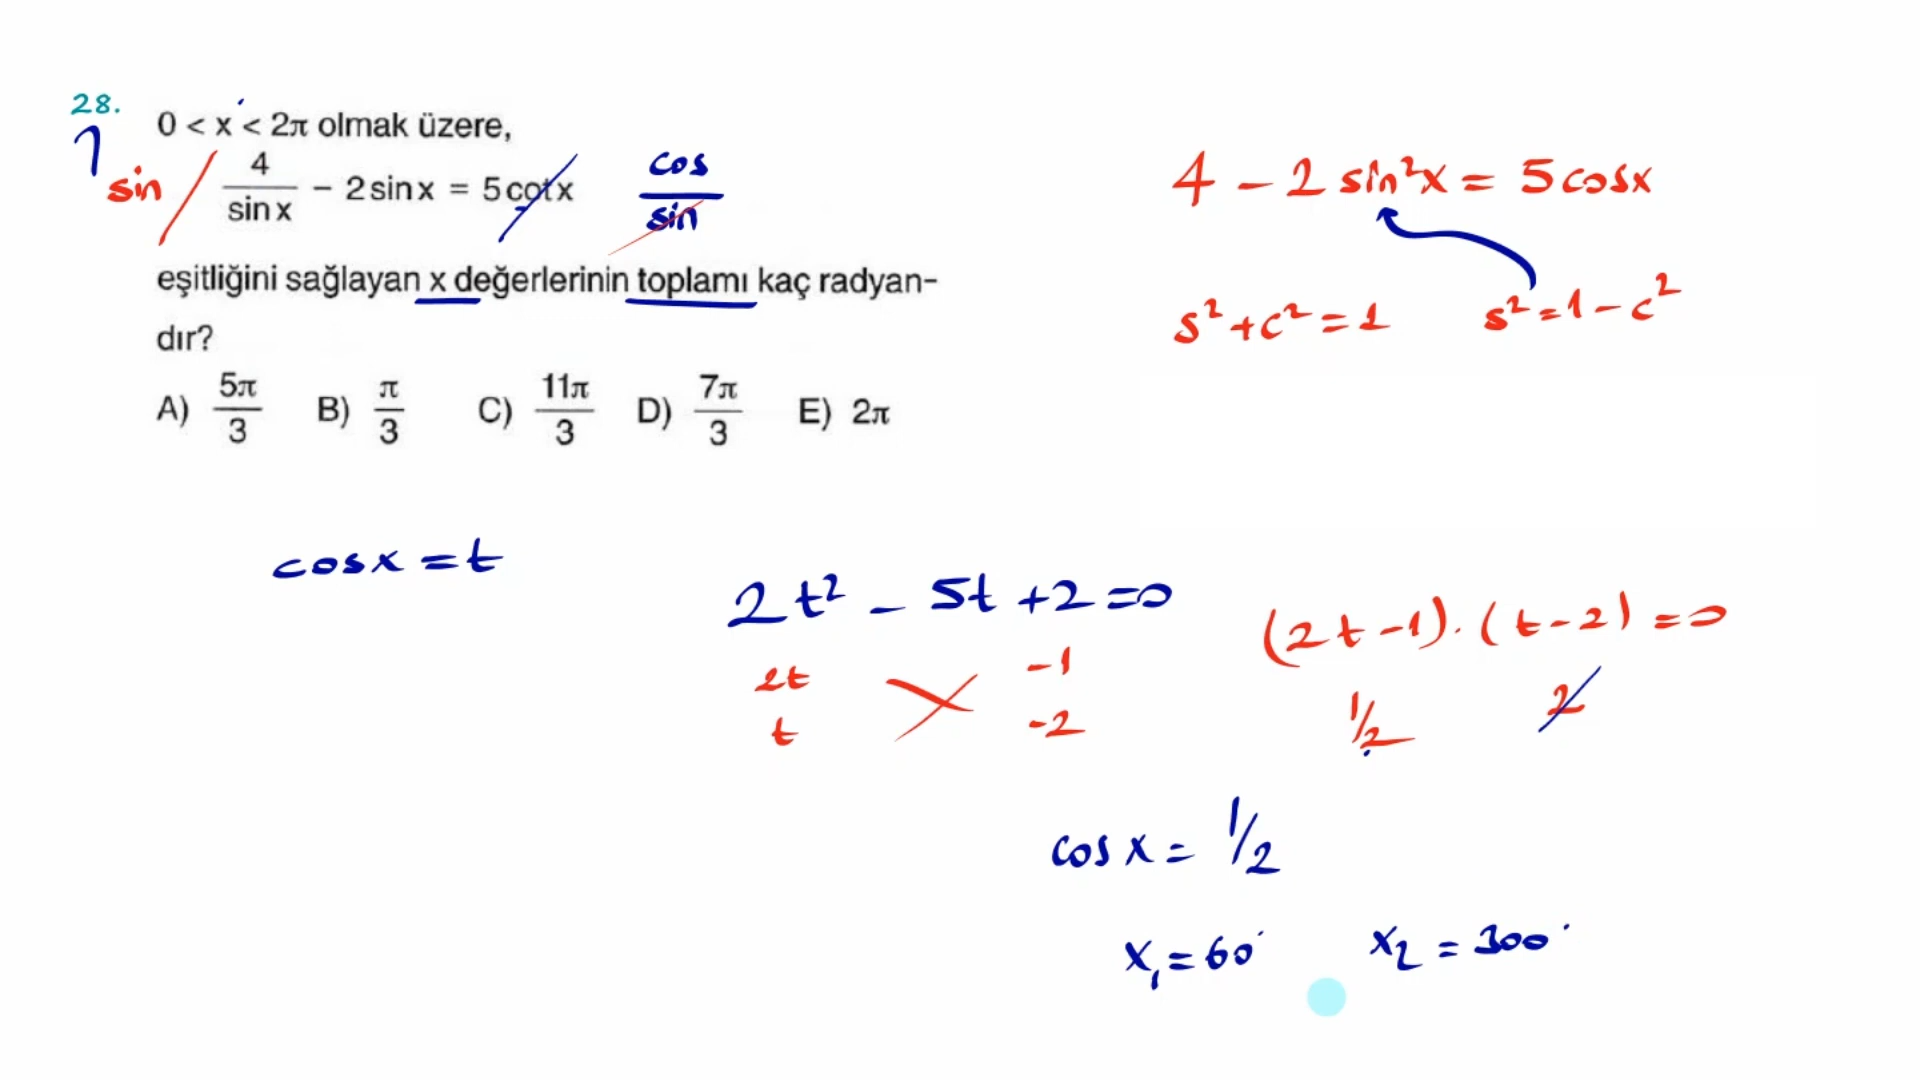 28.
0 < x < 2π olmak üzere,
1
sin / 4/sin x − 2 sin x = 5 cot x cos/sin
eşitliğini sağlayan x değerlerinin toplamı kaç radyan-
dır?
A) 5π/3 B) π/3 C) 11π/3 D) 7π/3 E) 2π
4 − 2 sin²x = 5 cosx
s² + c² = 1 s² = 1 − c²
cosx = t
2t² − 5t + 2 = 0
2t −1
t −2
(2t − 1) · (t − 2) = 0
1/2 2
cos x = 1/2
x₁ = 60° x₂ = 300°